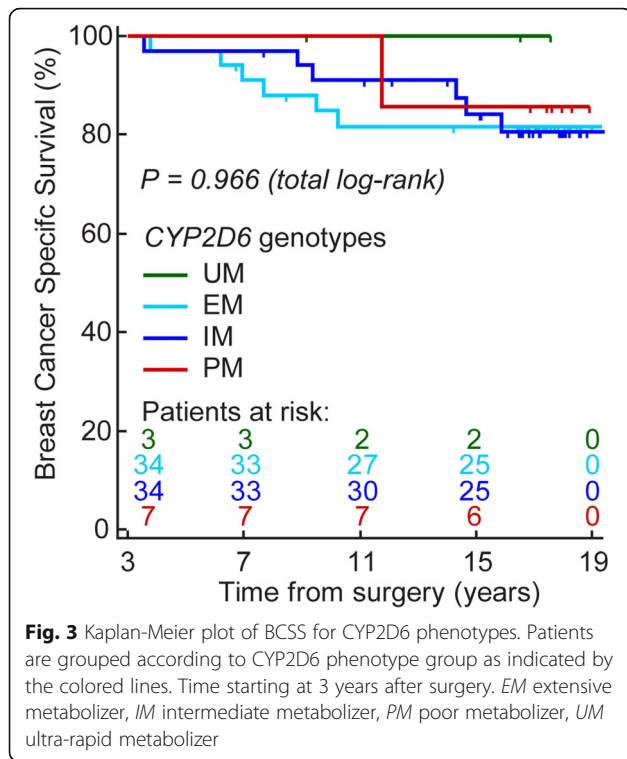 Breast Cancer Specifc Survival (%)
100
80
60
40
20
0
P = 0.966 (total log-rank)
CYP2D6 genotypes
UM
EM
IM
PM
Patients at risk:
3 3 2 2 0
34 33 27 25 0
34 33 30 25 0
7 7 7 6 0
3 7 11 15 19
Time from surgery (years)
Fig. 3 Kaplan-Meier plot of BCSS for CYP2D6 phenotypes. Patients
are grouped according to CYP2D6 phenotype group as indicated by
the colored lines. Time starting at 3 years after surgery. EM extensive
metabolizer, IM intermediate metabolizer, PM poor metabolizer, UM
ultra-rapid metabolizer